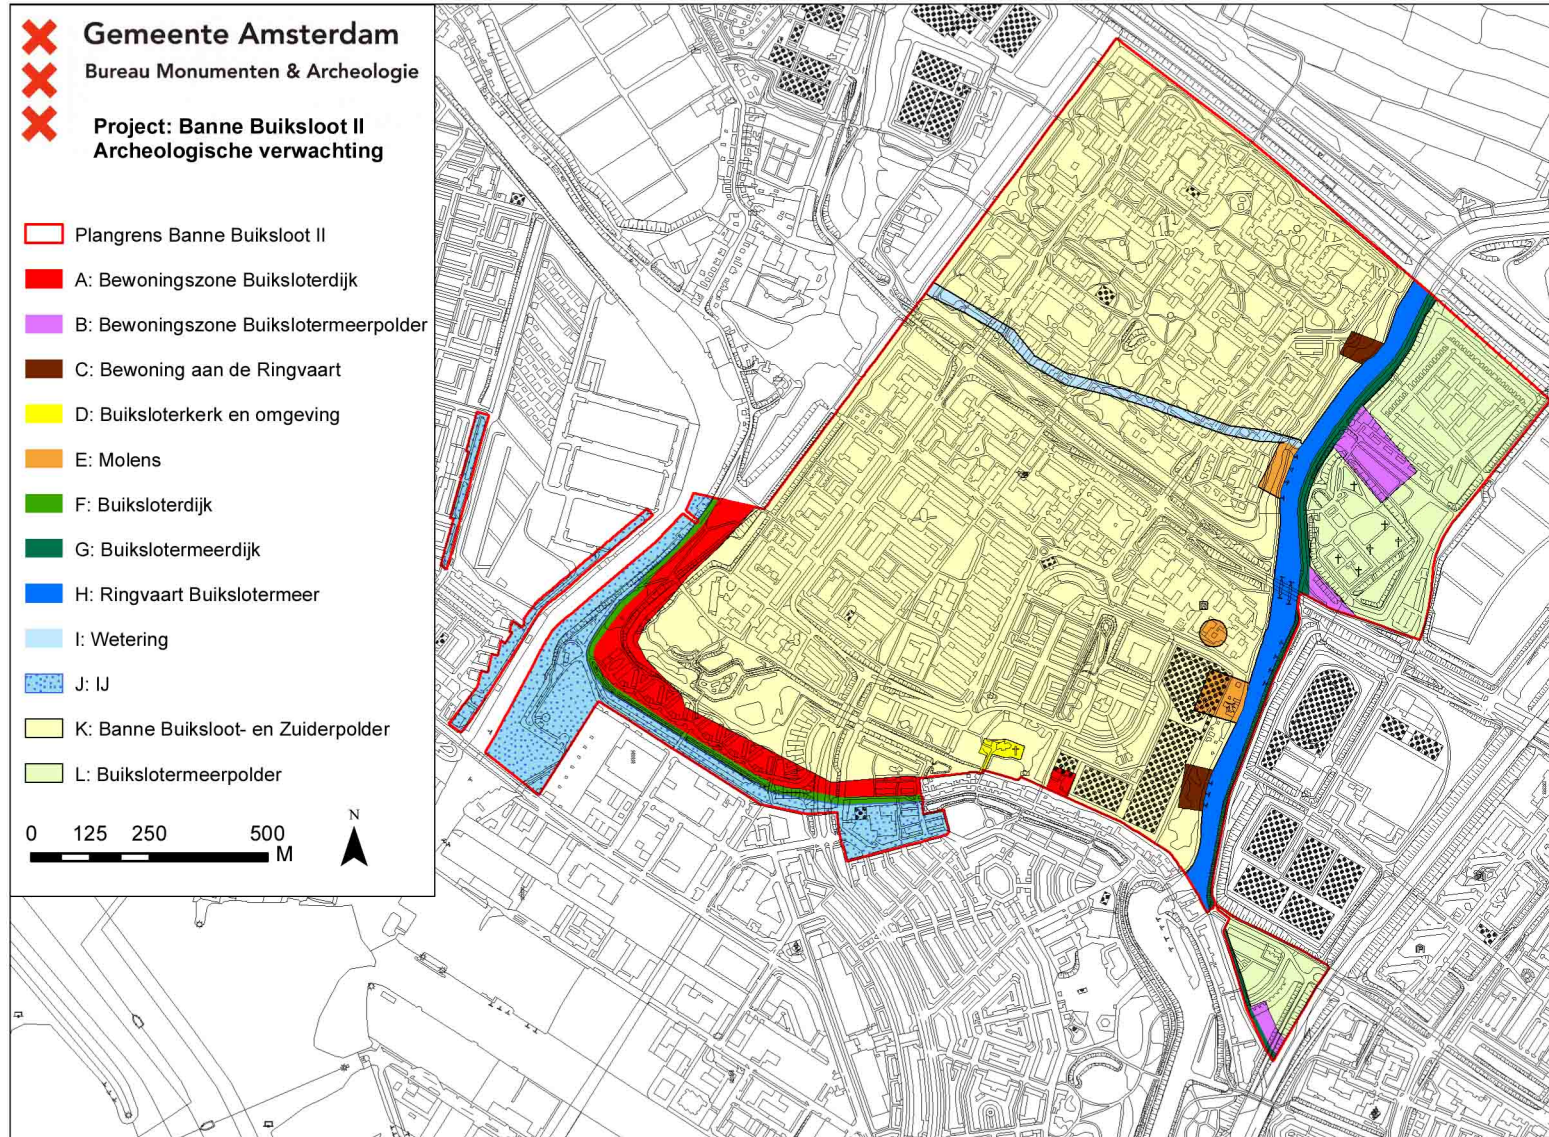 Gemeente Amsterdam
Bureau Monumenten & Archeologie
Project: Banne Buiksloot II
Archeologische verwachting
Plangrens Banne Buiksloot II
A: Bewoningszone Buiksloterdijk
B: Bewoningszone Buikslotermeerpolder
C: Bewoning aan de Ringvaart
D: Buiksloterkerk en omgeving
E: Molens
F: Buiksloterdijk
G: Buikslotermeerdijk
H: Ringvaart Buikslotermeer
I: Wetering
J: IJ
K: Banne Buiksloot- en Zuiderpolder
L: Buikslotermeerpolder
N
0 125 250 500
M